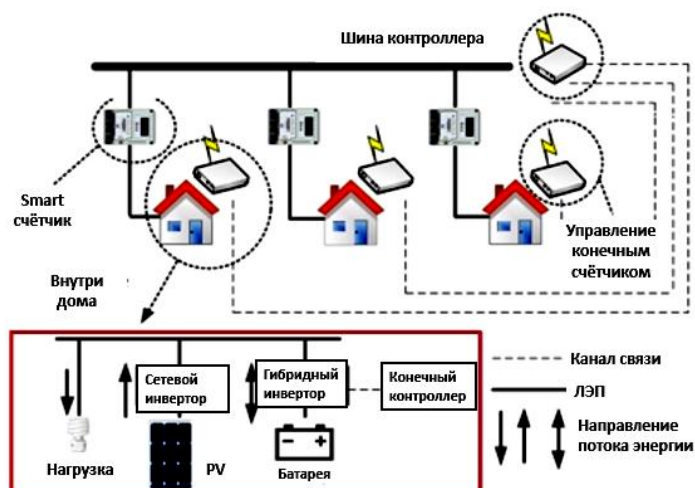 Шина контроллера
Smart
счётчик
Управление
конечным
счётчиком
Внутри
дома
Сетевой
инвертор
Гибридный
инвертор
Конечный
контроллер
Нагрузка
PV
Батарея
Канал связи
ЛЭП
Направление
потока энергии